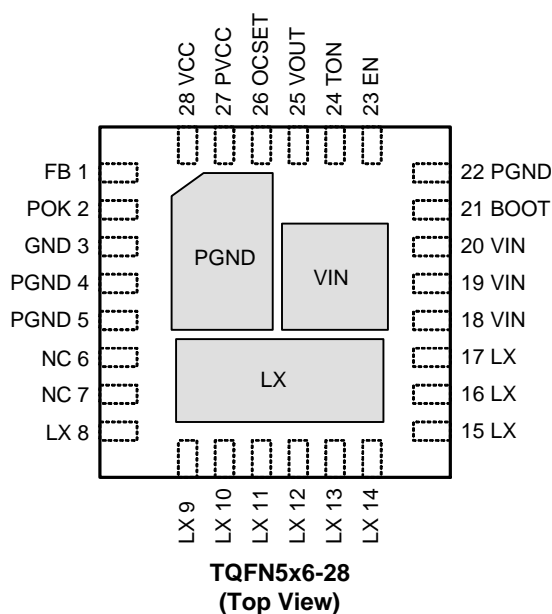 28 VCC
27 PVCC
26 OCSET
25 VOUT
24 TON
23 EN
FB 1
POK 2
GND 3
PGND 4
PGND 5
NC 6
NC 7
LX 8
PGND
VIN
LX
22 PGND
21 BOOT
20 VIN
19 VIN
18 VIN
17 LX
16 LX
15 LX
LX 9
LX 10
LX 11
LX 12
LX 13
LX 14
TQFN5x6-28
(Top View)